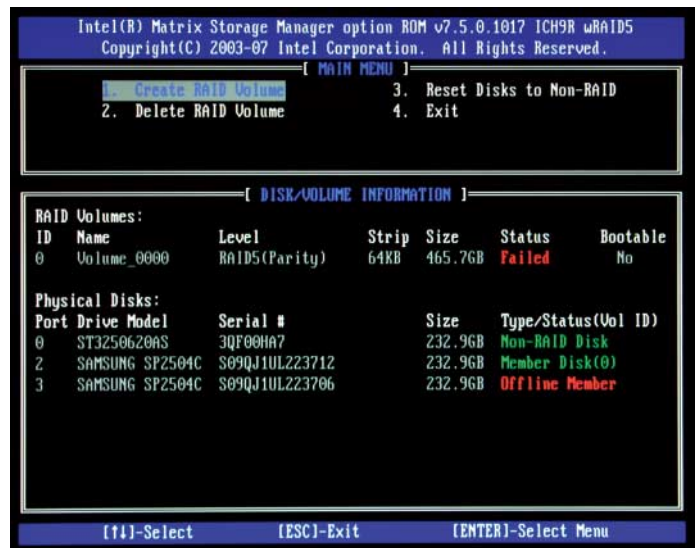 Intel(R) Matrix Storage Manager option ROM v7.5.0.1017 ICH9R wRAID5
Copyright(C) 2003-07 Intel Corporation. All Rights Reserved.
[ MAIN MENU ]
1. Create RAID Volume 3. Reset Disks to Non-RAID
2. Delete RAID Volume 4. Exit
[ DISK/VOLUME INFORMATION ]
RAID Volumes:
ID Name Level Strip Size Status Bootable
0 Volume_0000 RAID5(Parity) 64KB 465.7GB Failed No
Physical Disks:
Port Drive Model Serial # Size Type/Status(Vol ID)
0 ST3250620AS 3QF00HA7 232.9GB Non-RAID Disk
2 SAMSUNG SP2504C S09QJ1UL223712 232.9GB Member Disk(0)
3 SAMSUNG SP2504C S09QJ1UL223706 232.9GB Offline Member
[↑↓]-Select [ESC]-Exit [ENTER]-Select Menu